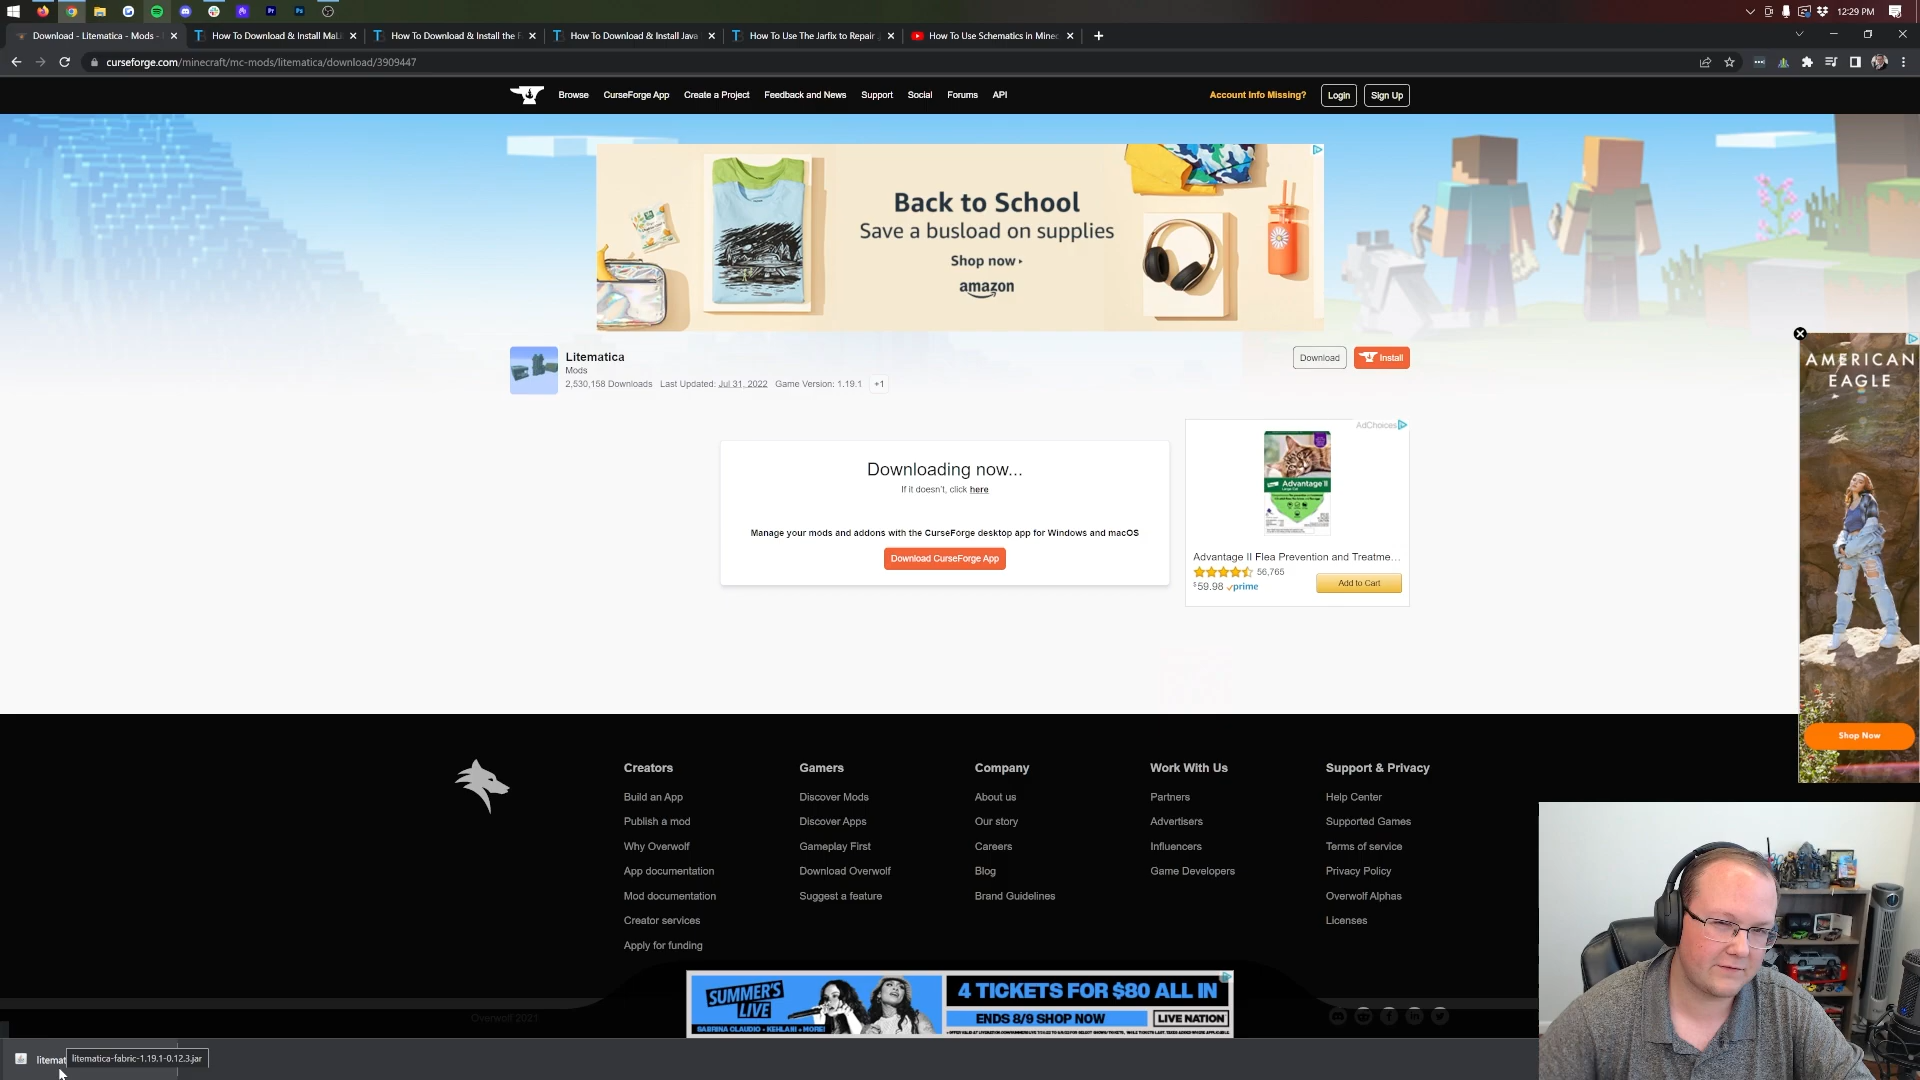 12:29 PM
Download - Litematica - Mods -
How To Download & Install MaLi
How To Download & Install the F
How To Download & Install Java
How To Use The Jarfix to Repair
How To Use Schematics in Minec
curseforge.com/minecraft/mc-mods/litematica/download/3909447
Browse
CurseForge App
Create a Project
Feedback and News
Support
Social
Forums
API
Account Info Missing?
Login
Sign Up
Back to School
Save a busload on supplies
Shop now
amazon
Litematica
Mods
2,530,158 Downloads Last Updated: Jul 31, 2022 Game Version: 1.19.1 +1
Download
Install
AMERICAN
EAGLE
Shop Now
Downloading now...
If it doesn't, click here
Manage your mods and addons with the CurseForge desktop app for Windows and macOS
Download CurseForge App
AdChoices
Advantage II
Advantage II Flea Prevention and Treatme...
56,765
$59.98 prime
Add to Cart
Creators
Build an App
Publish a mod
Why Overwolf
App documentation
Mod documentation
Creator services
Apply for funding
Gamers
Discover Mods
Discover Apps
Gameplay First
Download Overwolf
Suggest a feature
Company
About us
Our story
Careers
Blog
Brand Guidelines
Work With Us
Partners
Advertisers
Influencers
Game Developers
Support & Privacy
Help Center
Supported Games
Terms of service
Privacy Policy
Overwolf Alphas
Licenses
Overwolf 2021
SUMMER'S
LIVE
SABRINA CLAUDIO • KEHLANI • MORE!
4 TICKETS FOR $80 ALL IN
ENDS 8/9 SHOP NOW
LIVE NATION
litemat
litematica-fabric-1.19.1-0.12.3.jar